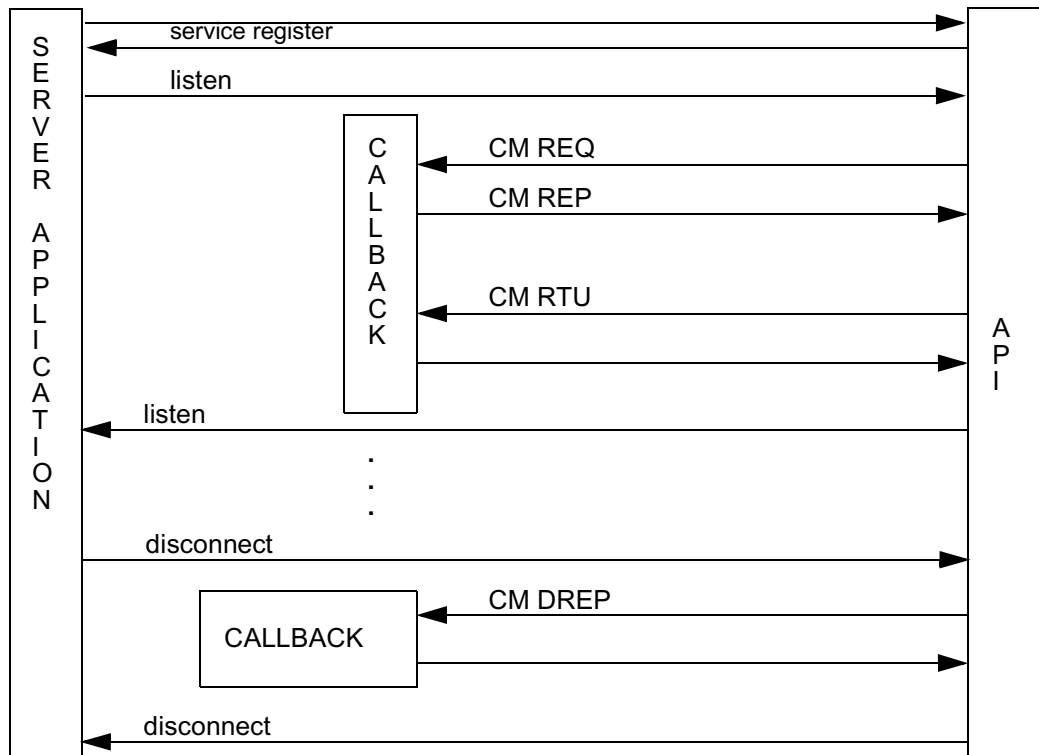 service register
SERVER APPLICATION
listen
CALLBACK
CM REQ
CM REP
CM RTU
API
listen
.
.
.
disconnect
CM DREP
CALLBACK
disconnect